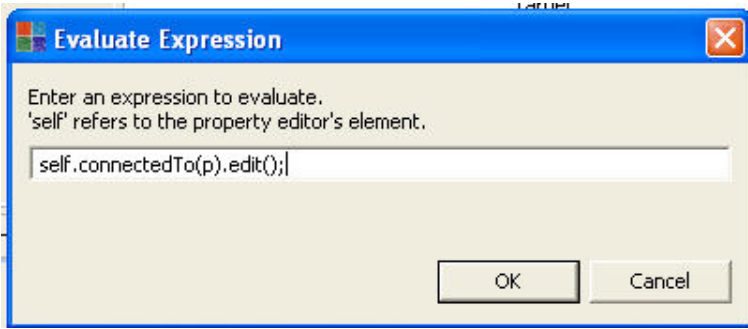 Evaluate Expression
Enter an expression to evaluate.
'self' refers to the property editor's element.
self.connectedTo(p).edit();
OK
Cancel